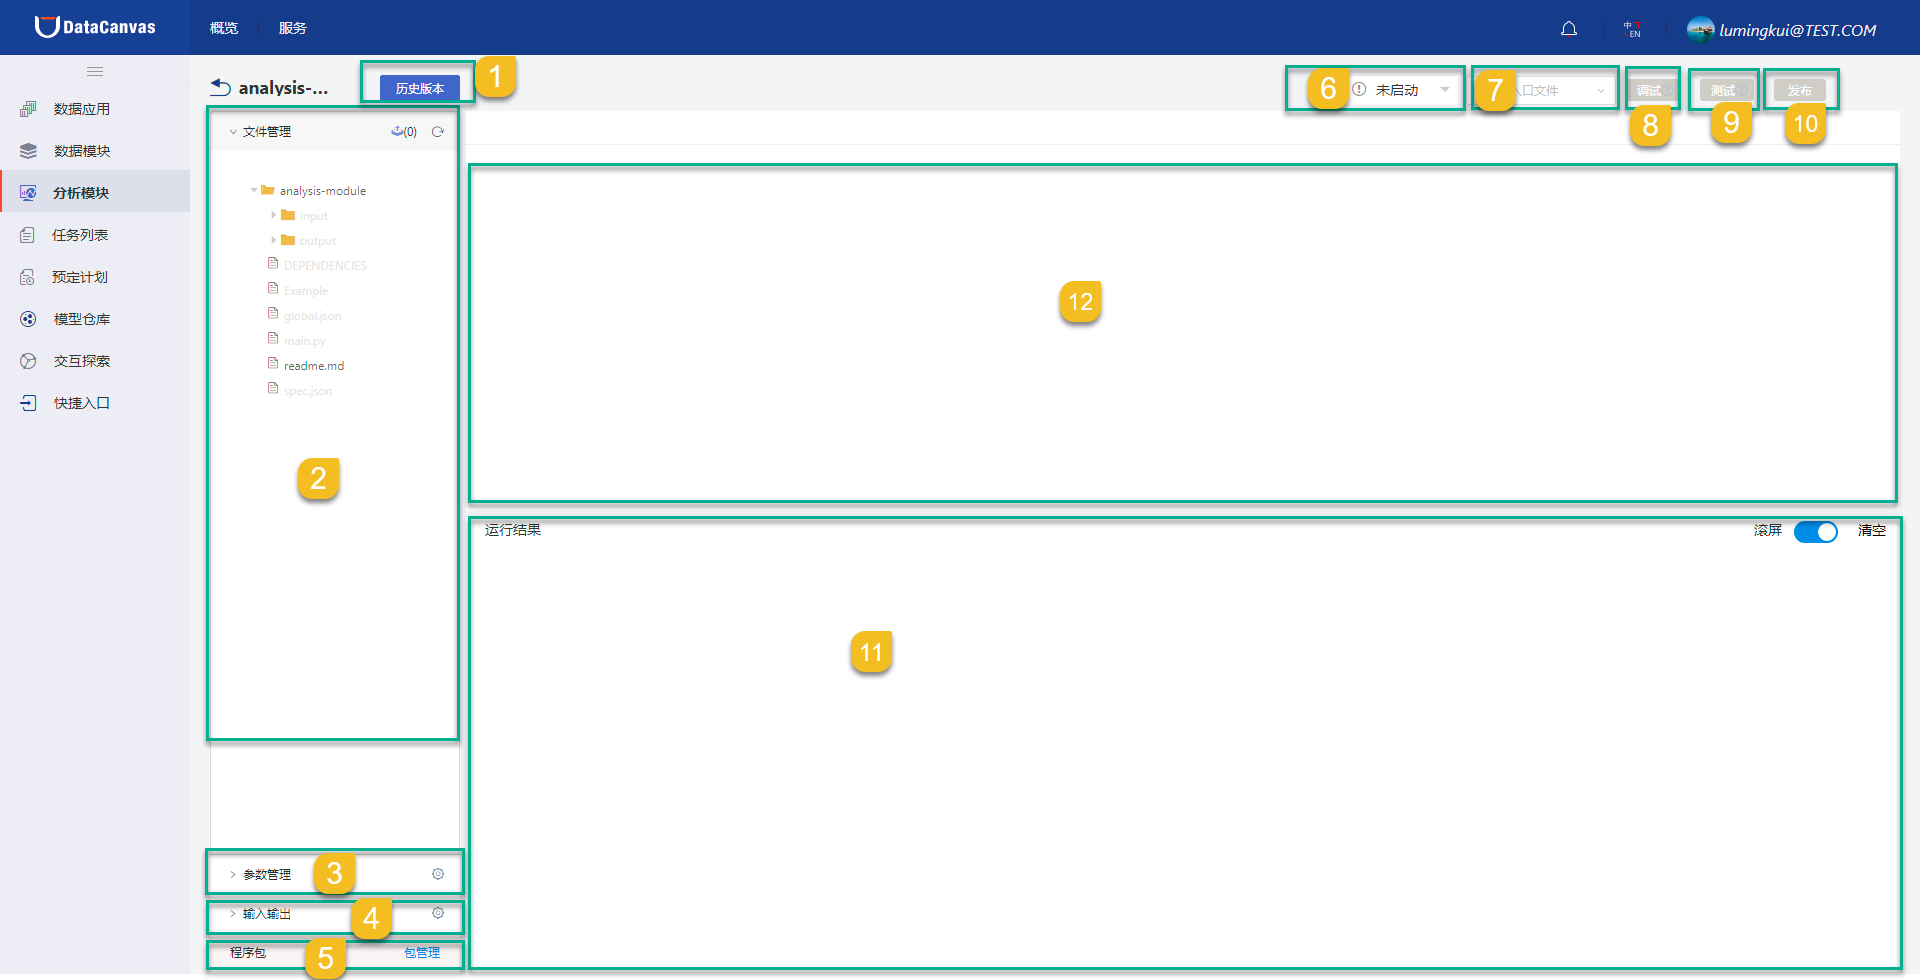 DataCanvas
概览
服务
中
EN
lumingkui@TEST.COM
analysis-...
历史版本
1
6
未启动
7
入口文件
调试
8
测试
9
发布
10
数据应用
数据模块
分析模块
任务列表
预定计划
模型仓库
交互探索
快捷入口
文件管理
(0)
analysis-module
input
output
DEPENDENCIES
Example
global.json
main.py
readme.md
spec.json
2
12
运行结果
滚屏
清空
11
参数管理
3
输入输出
4
程序包
5
包管理